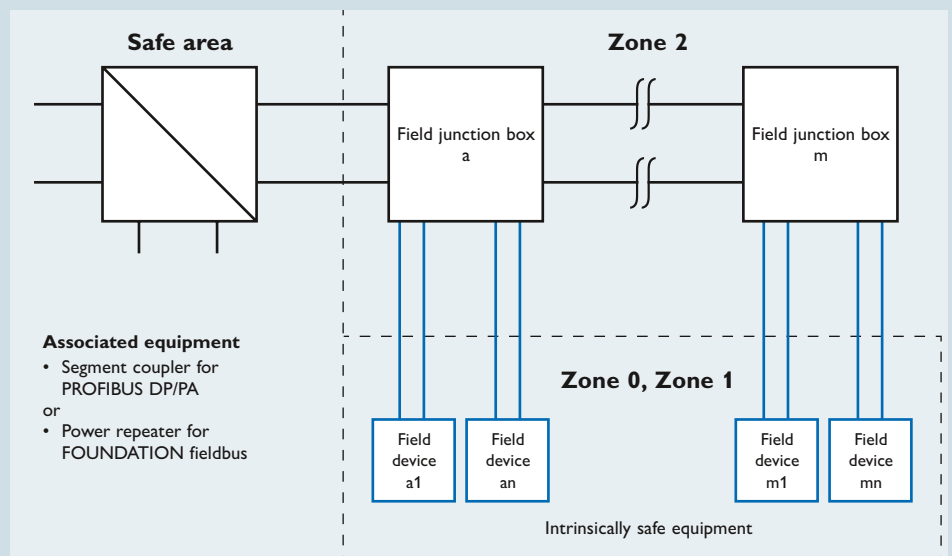 Safe area
Zone 2
Field junction box
a
Field junction box
m
Associated equipment
• Segment coupler for
PROFIBUS DP/PA
or
• Power repeater for
FOUNDATION fieldbus
Zone 0, Zone 1
Field
device
a1
Field
device
an
Field
device
m1
Field
device
mn
Intrinsically safe equipment